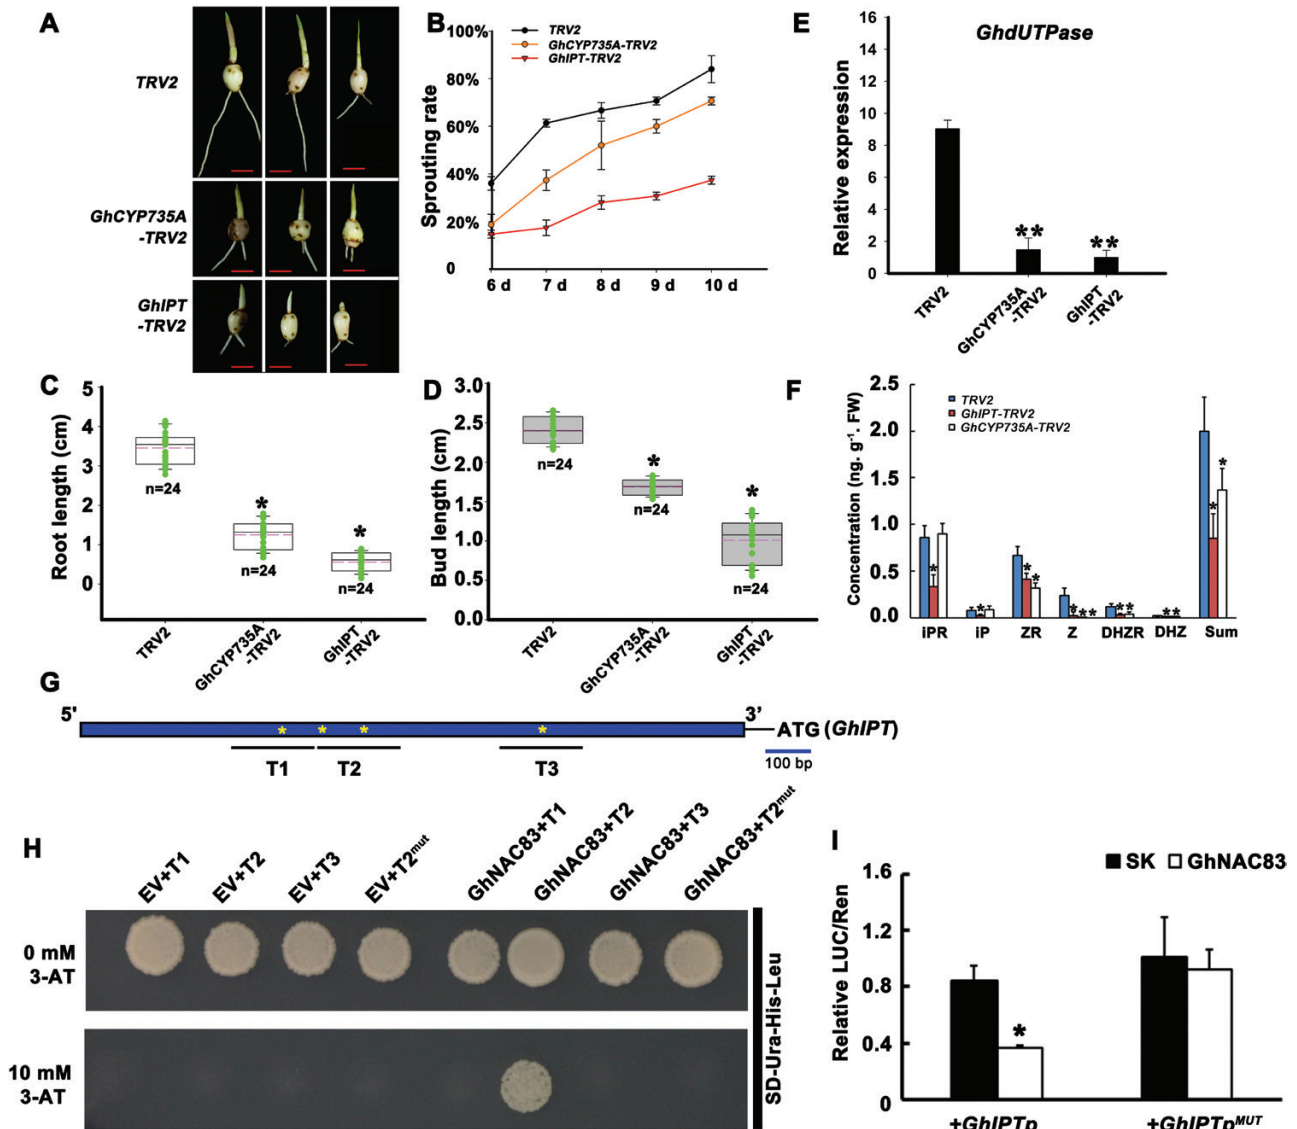 A
TRV2
GhCYP735A
-TRV2
GhIPT
-TRV2
B
TRV2
GhCYP735A-TRV2
GhIPT-TRV2
Sprouting rate
100%
80%
60%
40%
20%
0
6 d 7 d 8 d 9 d 10 d
E
GhdUTPase
Relative expression
16
14
12
10
8
6
4
2
0
**
**
TRV2
GhCYP735A
-TRV2
GhIPT
-TRV2
C
Root length (cm)
5
4
3
2
1
0
n=24
*
n=24
*
n=24
TRV2
GhCYP735A
-TRV2
GhIPT
-TRV2
D
Bud length (cm)
3.0
2.5
2.0
1.5
1.0
0.5
0.0
n=24
*
n=24
*
n=24
TRV2
GhCYP735A
-TRV2
GhIPT
-TRV2
F
TRV2
GhIPT-TRV2
GhCYP735A-TRV2
Concentration (ng. g⁻¹. FW)
2.5
2.0
1.5
1.0
0.5
0.0
* * * * * ** ** ** * *
iPR iP ZR Z DHZR DHZ Sum
G
5'
3’
* * * *
ATG (GhIPT)
T1 T2 T3
100 bp
H
EV+T1
EV+T2
EV+T3
EV+T2mut
GhNAC83+T1
GhNAC83+T2
GhNAC83+T3
GhNAC83+T2mut
0 mM
3-AT
10 mM
3-AT
SD-Ura-His-Leu
I
SK GhNAC83
Relative LUC/Ren
1.6
1.2
0.8
0.4
0
*
+GhIPTp +GhIPTpMUT